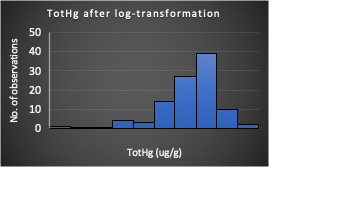 TotHg after log-transformation
50
40
30
20
10
0
No. of observations
TotHg (ug/g)